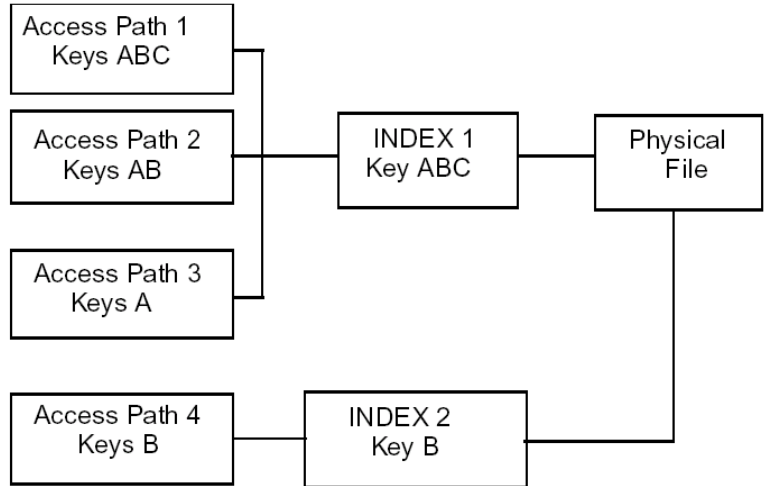 Access Path 1
Keys ABC
Access Path 2
Keys AB
Access Path 3
Keys A
Access Path 4
Keys B
INDEX 1
Key ABC
INDEX 2
Key B
Physical
File